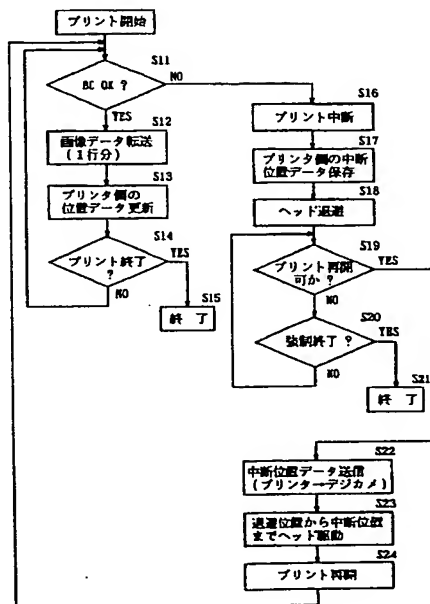 プリント開始
S11
BC OK ?
NO
YES
S12
画像データ転送
(1行分)
S13
プリンタ側の
位置データ更新
S14
プリント終了
?
YES
NO
S15
終 了
S16
プリント中断
S17
プリンタ側の中断
位置データ保存
S18
ヘッド退避
S19
プリント再開
可か ?
YES
NO
S20
強制終了 ?
YES
NO
S21
終 了
S22
中断位置データ送信
(プリンター→デジカメ)
S23
退避位置から中断位置
までヘッド駆動
S24
プリント再開